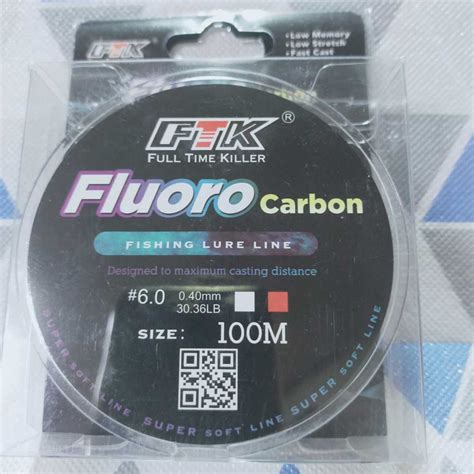 FTK
Low Memory
Low Stretch
Fast Cast
FTK®
FULL TIME KILLER
Fluoro Carbon
FISHING LURE LINE
Designed to maximum casting distance
#6.0
0.40mm
30.36LB
SIZE: 100M
SUPER SOFT LINE SUPER SOFT LINE SUPER SOFT LINE